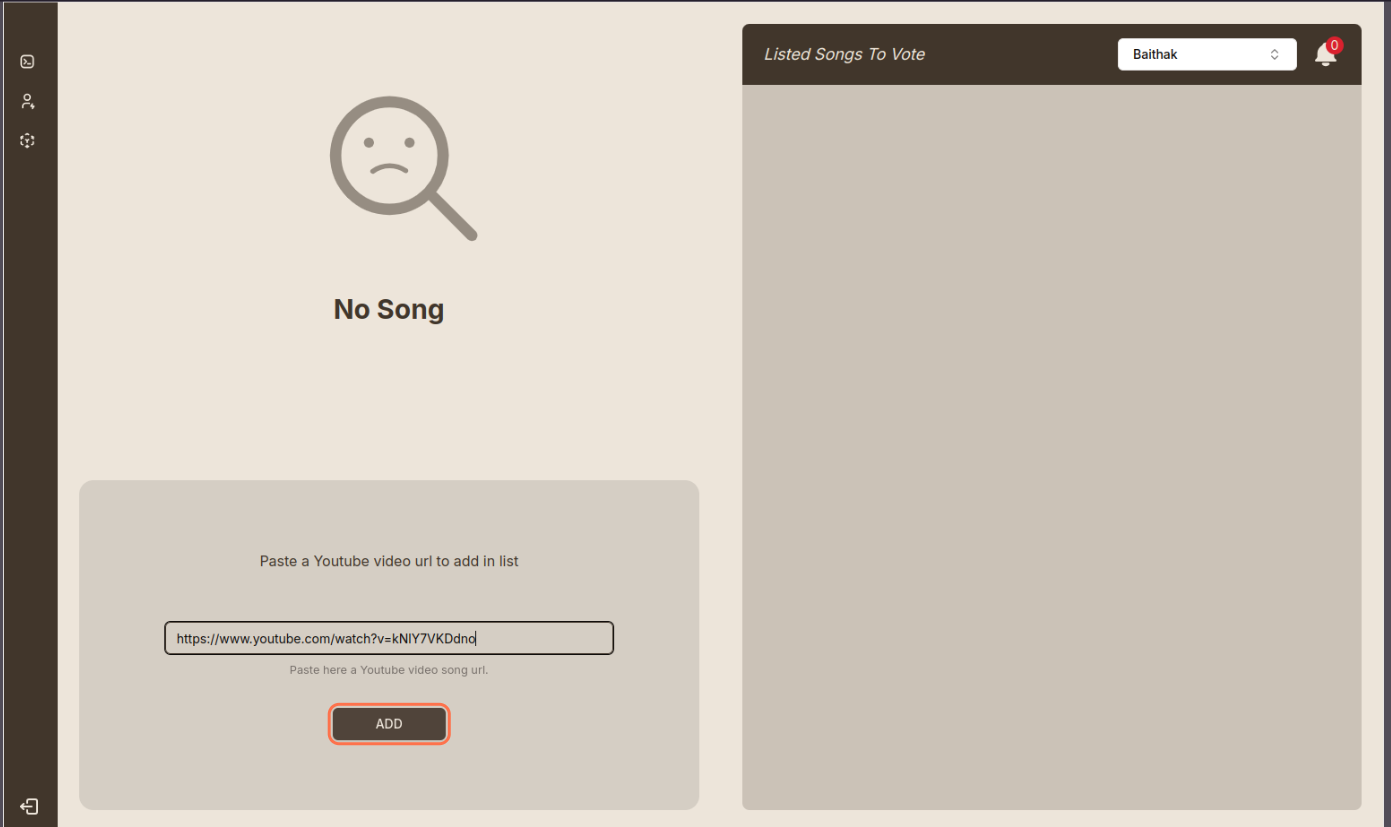 Listed Songs To Vote
Baithak
0
No Song
Paste a Youtube video url to add in list
https://www.youtube.com/watch?v=kNlY7VKDdno
Paste here a Youtube video song url.
ADD